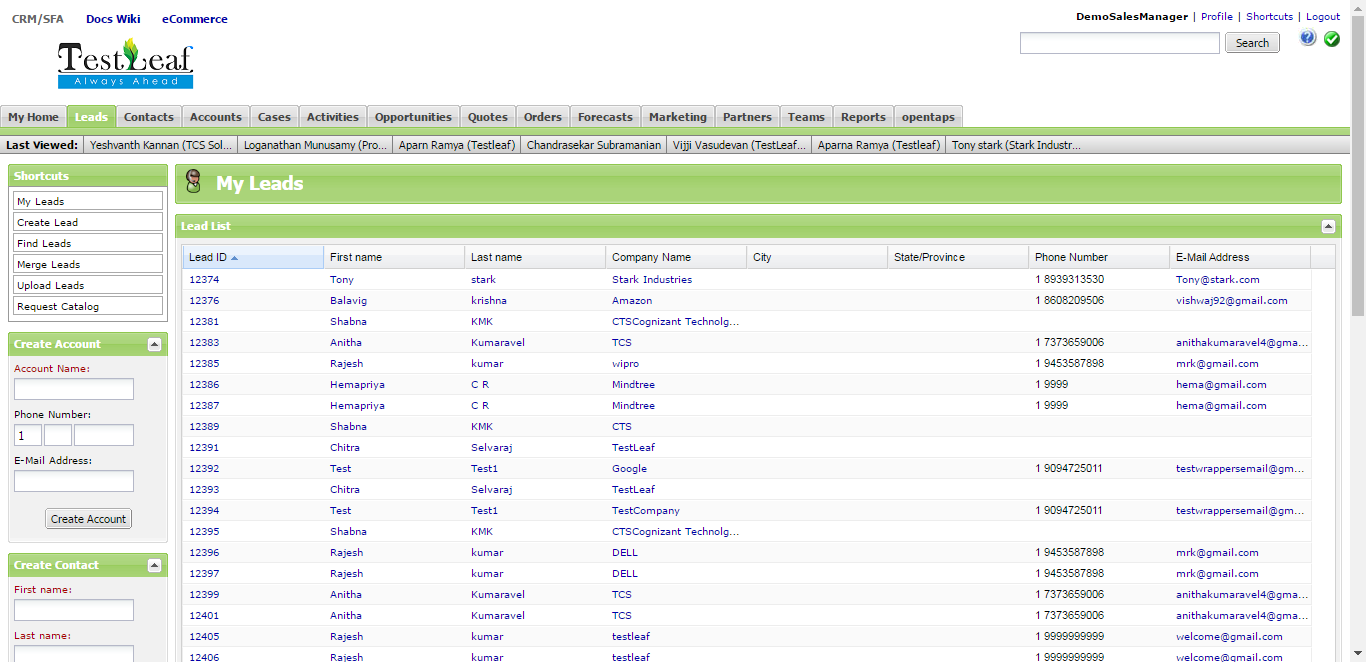 CRM/SFA Docs Wiki eCommerce
DemoSalesManager | Profile | Shortcuts | Logout
TestLeaf
Always Ahead
Search
My Home Leads Contacts Accounts Cases Activities Opportunities Quotes Orders Forecasts Marketing Partners Teams Reports opentaps
Last Viewed: Yeshvanth Kannan (TCS Sol... Loganathan Munusamy (Pro... Aparn Ramya (Testleaf) Chandrasekar Subramanian Vijji Vasudevan (TestLeaf... Aparna Ramya (Testleaf) Tony stark (Stark Industr...
Shortcuts
My Leads
Create Lead
Find Leads
Merge Leads
Upload Leads
Request Catalog
Create Account
Account Name:
Phone Number:
1
E-Mail Address:
Create Account
Create Contact
First name:
Last name:
My Leads
Lead List
Lead ID First name Last name Company Name City State/Province Phone Number E-Mail Address
12374 Tony stark Stark Industries 1 8939313530 Tony@stark.com
12376 Balavig krishna Amazon 1 8608209506 vishwaj92@gmail.com
12381 Shabna KMK CTSCognizant Technolg...
12383 Anitha Kumaravel TCS 1 7373659006 anithakumaravel4@gma...
12385 Rajesh kumar wipro 1 9453587898 mrk@gmail.com
12386 Hemapriya C R Mindtree 1 9999 hema@gmail.com
12387 Hemapriya C R Mindtree 1 9999 hema@gmail.com
12389 Shabna KMK CTS
12391 Chitra Selvaraj TestLeaf
12392 Test Test1 Google 1 9094725011 testwrappersemail@gm...
12393 Chitra Selvaraj TestLeaf
12394 Test Test1 TestCompany 1 9094725011 testwrappersemail@gm...
12395 Shabna KMK CTSCognizant Technolg...
12396 Rajesh kumar DELL 1 9453587898 mrk@gmail.com
12397 Rajesh kumar DELL 1 9453587898 mrk@gmail.com
12399 Anitha Kumaravel TCS 1 7373659006 anithakumaravel4@gma...
12401 Anitha Kumaravel TCS 1 7373659006 anithakumaravel4@gma...
12405 Rajesh kumar testleaf 1 9999999999 welcome@gmail.com
12406 Rajesh kumar testleaf 1 9999999999 welcome@gmail.com